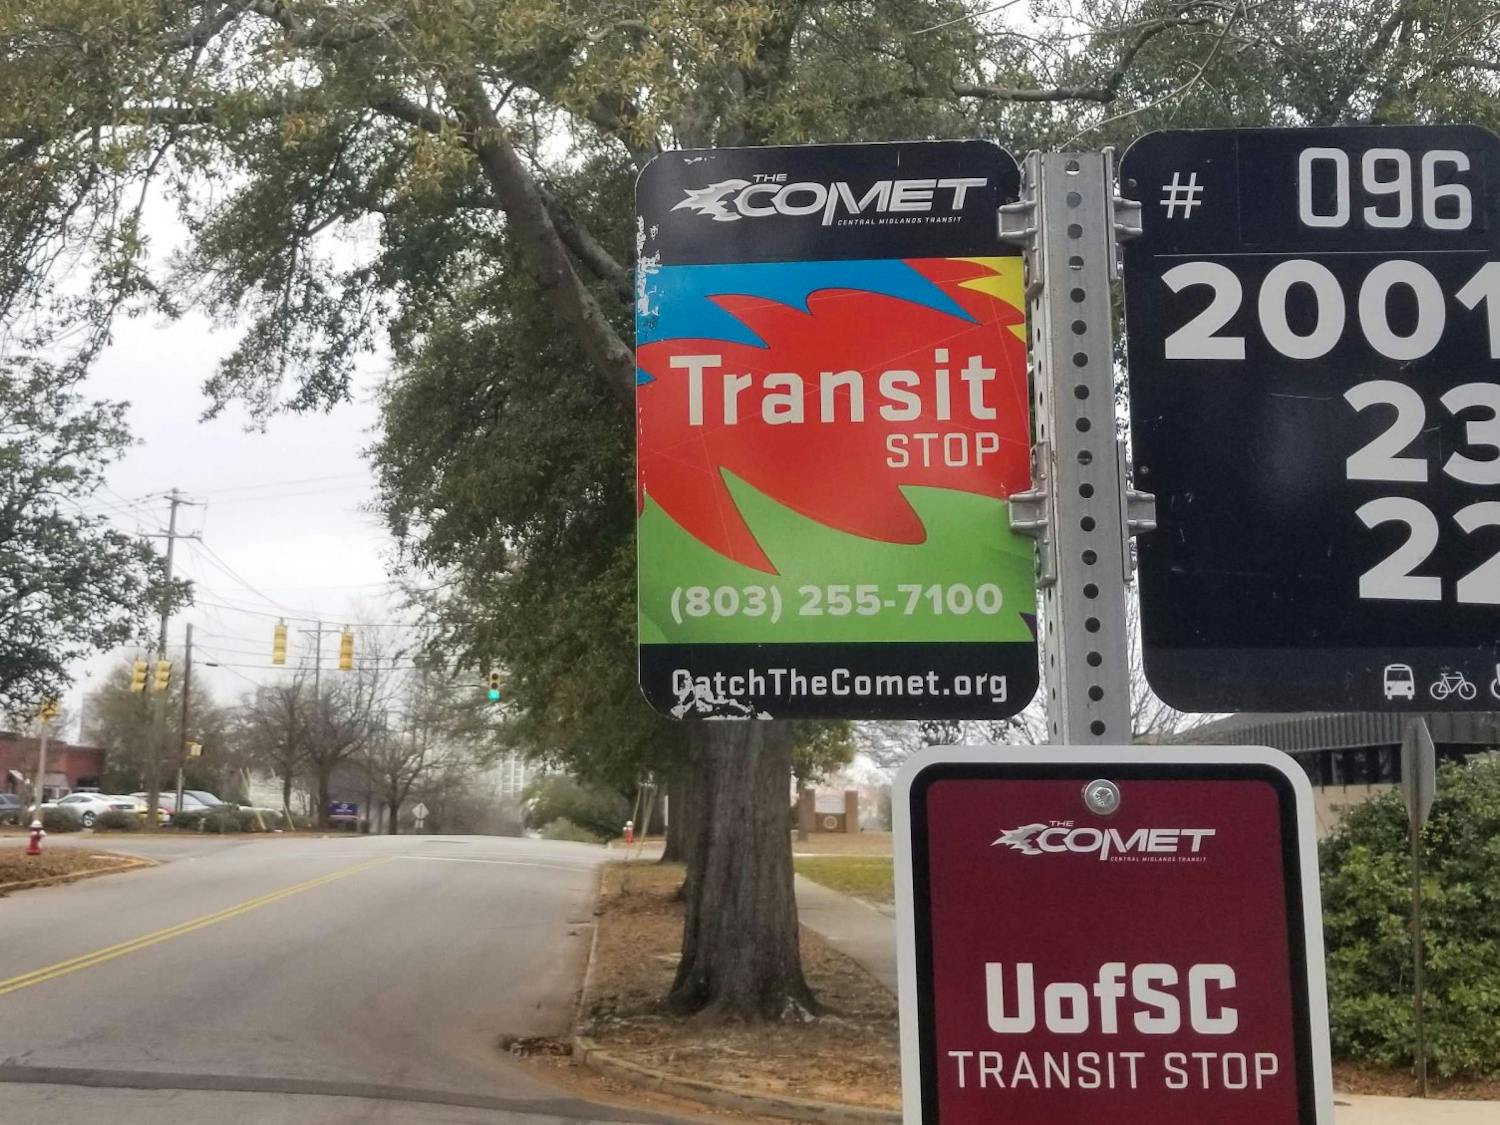 THE
COMET
CENTRAL MIDLANDS TRANSIT
Transit
STOP
(803) 255-7100
CatchTheComet.org
# 096
2001
23
22
THE
COMET
CENTRAL MIDLANDS TRANSIT
UofSC
TRANSIT STOP